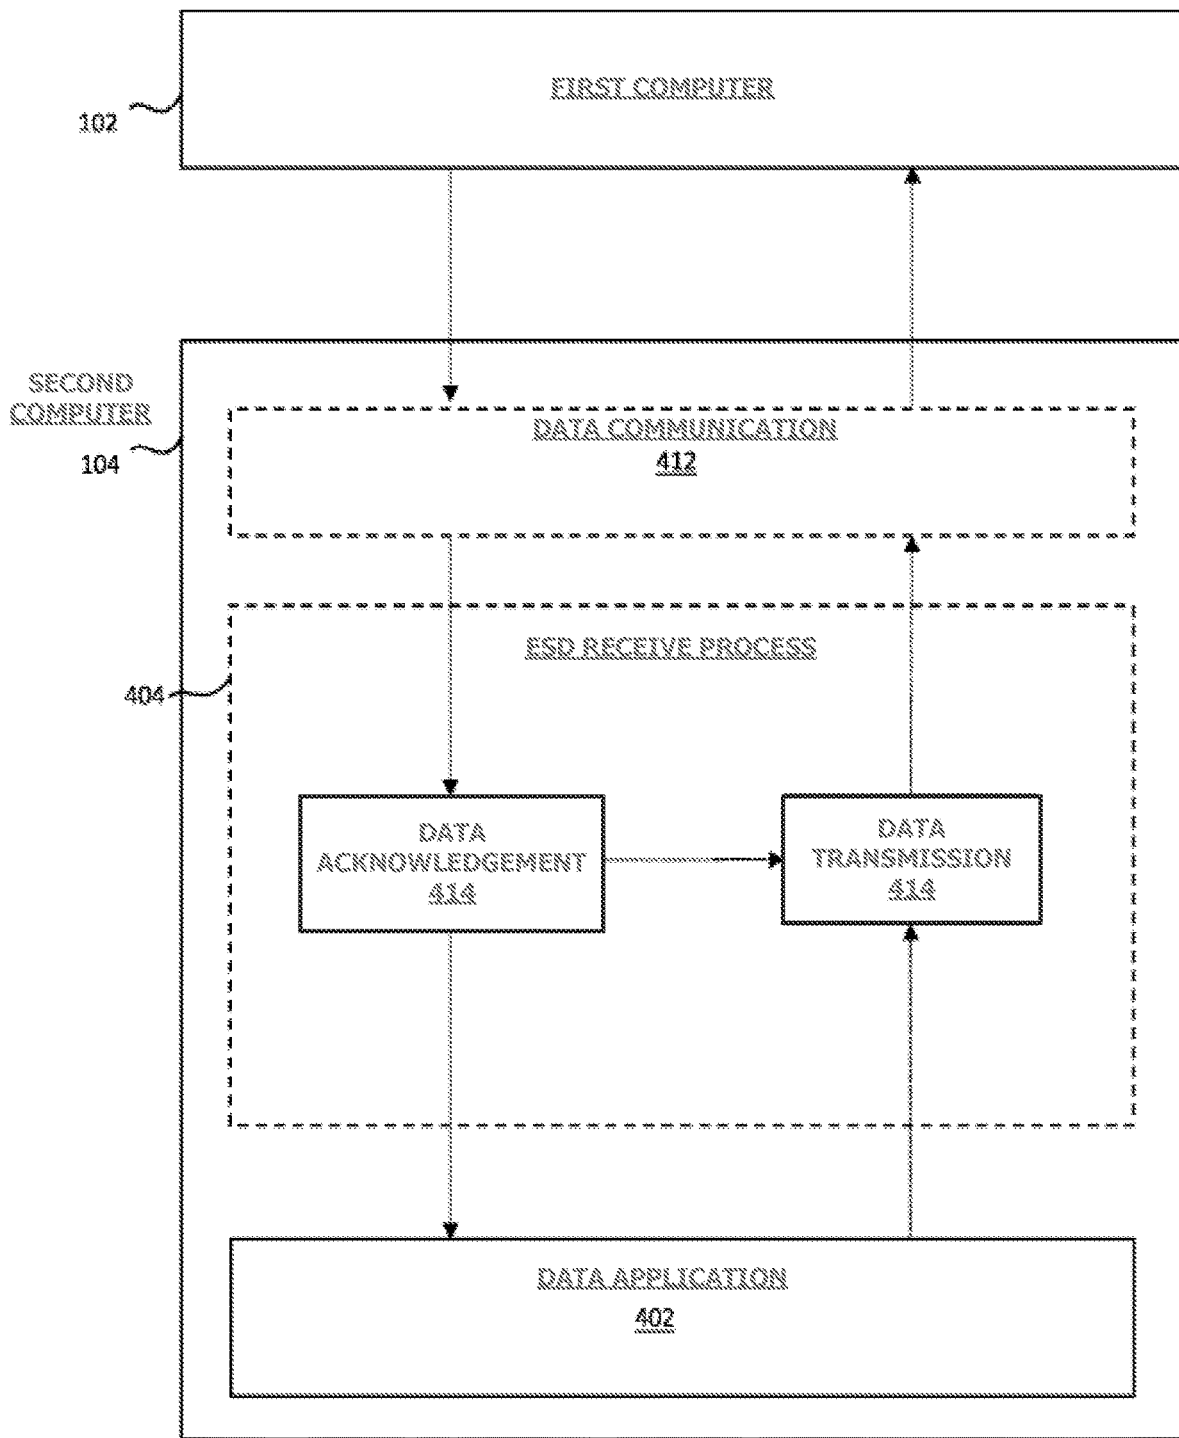 FIRST COMPUTER
102
SECOND
COMPUTER
104
DATA COMMUNICATION
412
ESD RECEIVE PROCESS
404
DATA
ACKNOWLEDGEMENT
414
DATA
TRANSMISSION
414
DATA APPLICATION
402